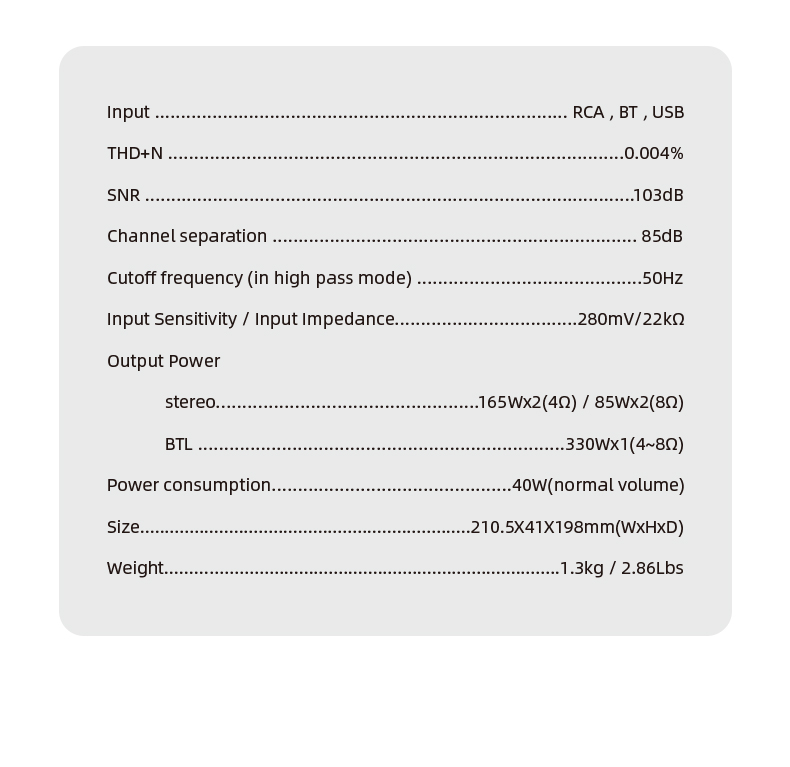 Input ............................................................................... RCA , BT , USB
THD+N .......................................................................................0.004%
SNR .............................................................................................103dB
Channel separation ...................................................................... 85dB
Cutoff frequency (in high pass mode) ...........................................50Hz
Input Sensitivity / Input Impedance...................................280mV/22kΩ
Output Power
stereo..................................................165Wx2(4Ω) / 85Wx2(8Ω)
BTL ......................................................................330Wx1(4~8Ω)
Power consumption..............................................40W(normal volume)
Size...............................................................210.5X41X198mm(WxHxD)
Weight............................................................................1.3kg / 2.86Lbs